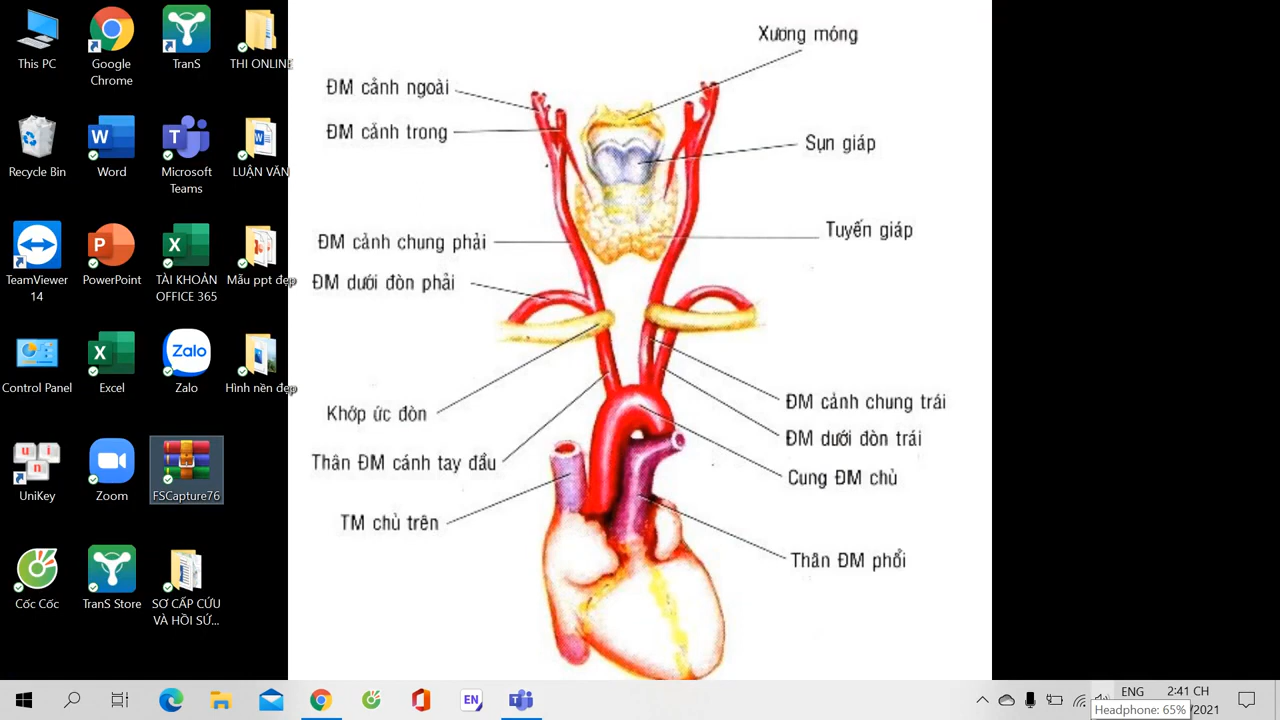 This PC
Google
Chrome
TranS
THI ONLINE
Recycle Bin
Word
Microsoft
Teams
LUẬN VĂN
TeamViewer
14
PowerPoint
TÀI KHOẢN
OFFICE 365
Mẫu ppt đẹp
Control Panel
Excel
Zalo
Zalo
Hình nền đẹp
UniKey
Zoom
FSCapture76
Cốc Cốc
TranS Store
SƠ CẤP CỨU
VÀ HỒI SỨ...
Xương móng
ĐM cảnh ngoài
ĐM cảnh trong
Sụn giáp
Tuyến giáp
ĐM cảnh chung phải
ĐM dưới đòn phải
Khớp ức đòn
ĐM cảnh chung trái
ĐM dưới đòn trái
Thân ĐM cánh tay đầu
Cung ĐM chủ
TM chủ trên
Thân ĐM phổi
EN
ENG
2:41 CH
/2021
Headphone: 65%